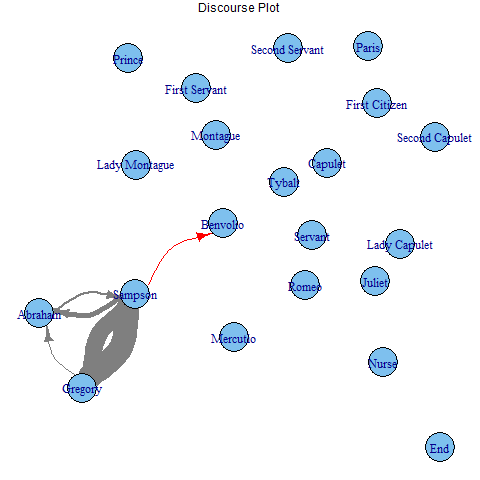 Discourse Plot
Second Servant
Paris
Prince
First Servant
First Citizen
Montague
Second Capulet
Lady Montague
Capulet
Tybalt
Benvolio
Servant
Lady Capulet
Romeo
Juliet
Sampson
Abraham
Mercutio
Nurse
Gregory
End